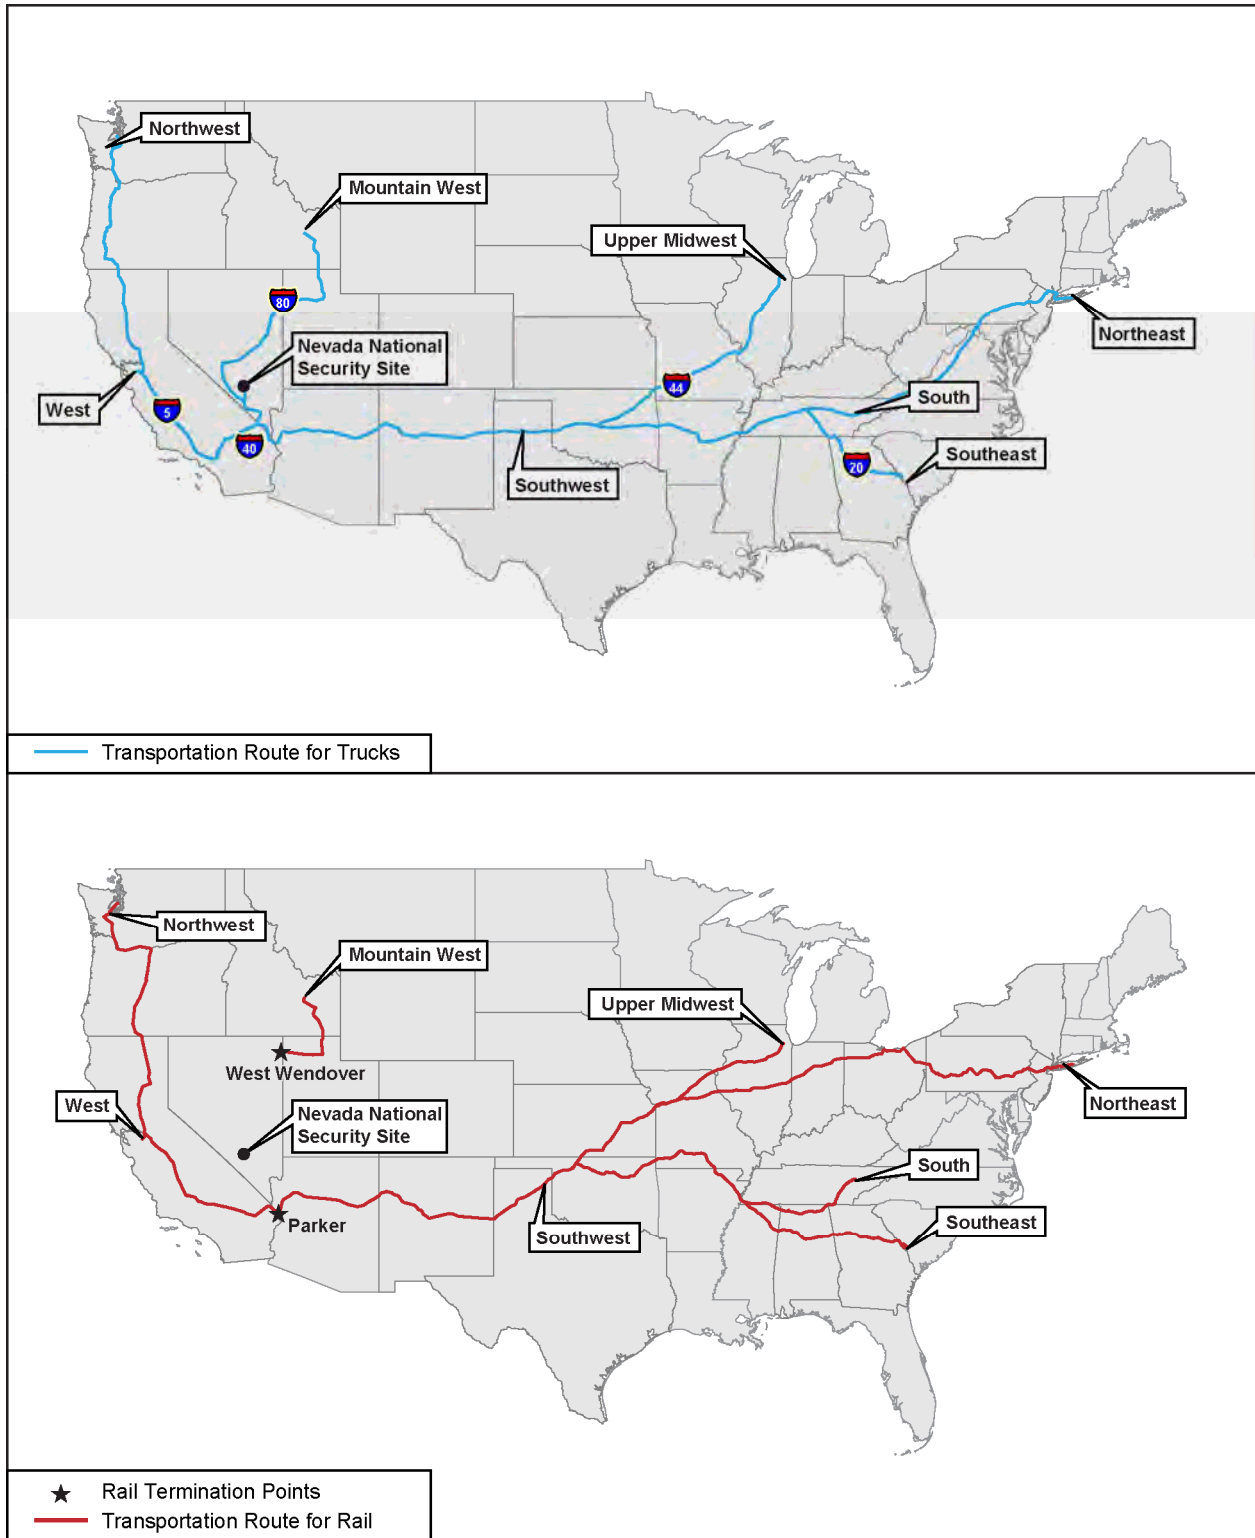 Northwest
Mountain West
Upper Midwest
80
Northeast
Nevada National
Security Site
44
West
5
South
40
20
Southeast
Southwest
Transportation Route for Trucks
Northwest
Mountain West
Upper Midwest
West Wendover
West
Northeast
Nevada National
Security Site
South
Parker
Southeast
Southwest
Rail Termination Points
Transportation Route for Rail